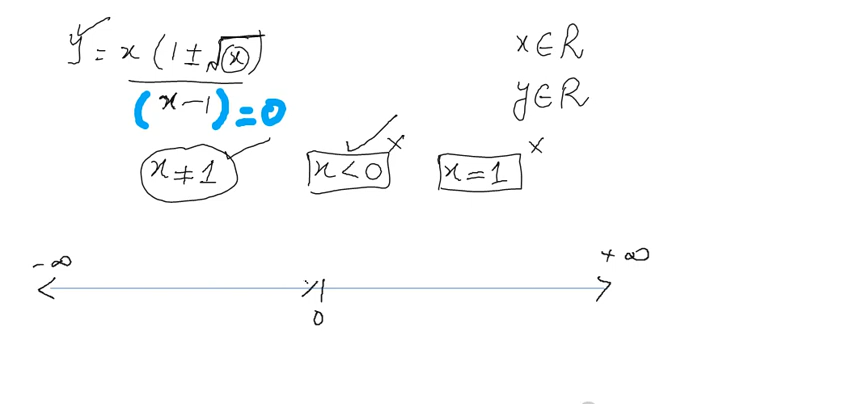 y = x (1 ± √x) x ∈ R
(x − 1) = 0 y ∈ R
x ≠ 1 x < 0 x x = 1 x
- ∞ + ∞
0